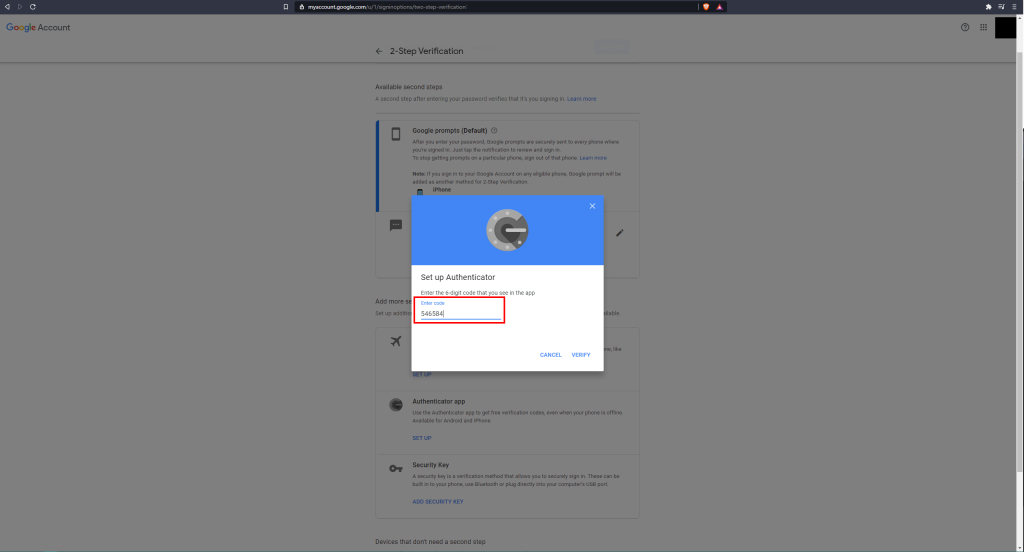 myaccount.google.com/u/1/signinoptions/two-step-verification
Google Account
2-Step Verification
Available second steps
A second step after entering your password verifies that it's you signing in. Learn more
Google prompts (Default)
After you enter your password, Google prompts are securely sent to every phone where
you're signed in. Just tap the notification to review and sign in.
To stop getting prompts on a particular phone, sign out of that phone. Learn more
Note: If you sign in to your Google Account on any eligible phone, Google prompt will be
added as another method for 2-Step Verification.
iPhone
Set up Authenticator
Enter the 6-digit code that you see in the app
Enter code
546584
CANCEL VERIFY
Add more se
Set up addition
ailable.
ne, like
SET UP
Authenticator app
Use the Authenticator app to get free verification codes, even when your phone is offline.
Available for Android and iPhone.
SET UP
Security Key
A security key is a verification method that allows you to securely sign in. These can be
built in to your phone, use Bluetooth or plug directly into your computer's USB port
ADD SECURITY KEY
Devices that don't need a second step